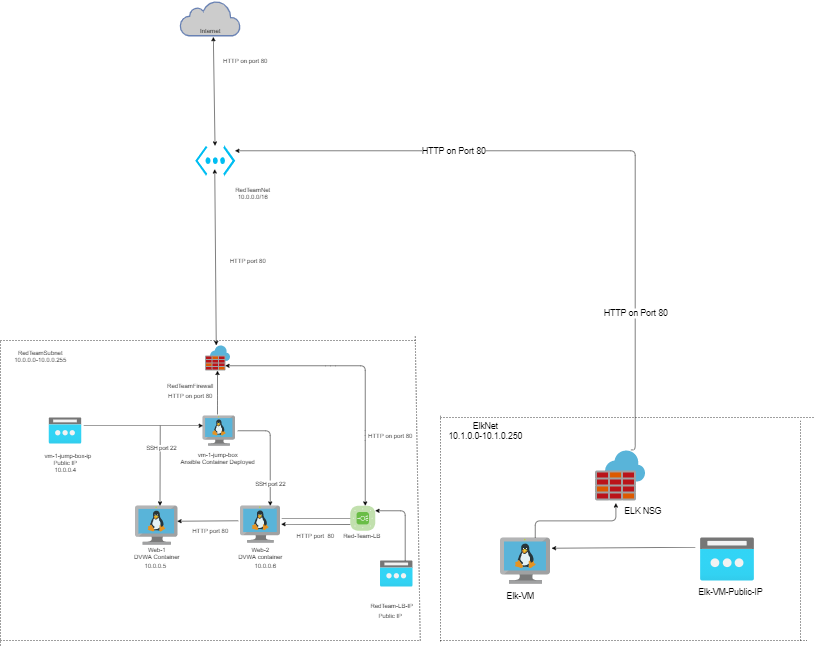 Internet
HTTP on port 80
HTTP on Port 80
RedTeamNet
10.0.0.0/16
HTTP port 80
HTTP on Port 80
RedTeamSubnet
10.0.0.0-10.0.0.255
RedTeamFirewall
HTTP on port 80
ElkNet
10.1.0.0-10.1.0.250
HTTP on port 80
vm-1-jump-box-ip
Public IP
10.0.0.4
SSH port 22
vm-1-jump-box
Ansible Container Deployed
SSH port 22
ELK NSG
HTTP port 80
HTTP port 80
Red-Team-LB
Web-1
DVWA Container
10.0.0.5
Web-2
DVWA container
10.0.0.6
Elk-VM
Elk-VM-Public-IP
RedTeam-LB-IP
Public IP